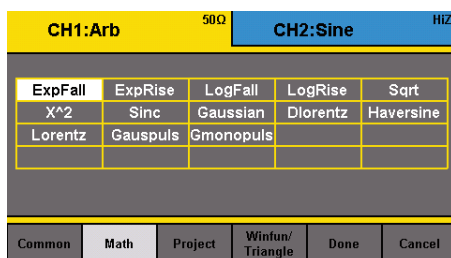 CH1:Arb 50Ω CH2:Sine HiZ
ExpFall ExpRise LogFall LogRise Sqrt
X^2 Sinc Gaussian Dlorentz Haversine
Lorentz Gauspuls Gmonopuls
Common Math Project Winfun/ Done Cancel
Triangle